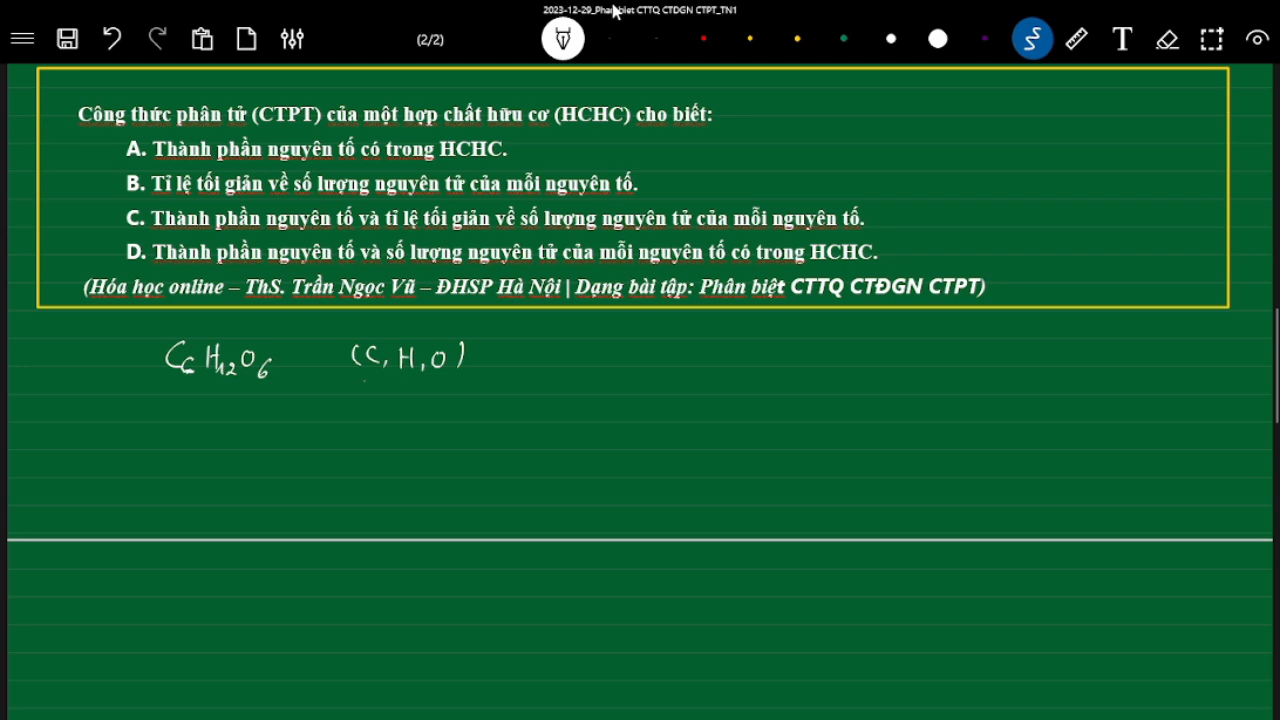 2023-12-29_Phan biet CTTQ CTDGN CTPT_TN1
(2/2)
T
Công thức phân tử (CTPT) của một hợp chất hữu cơ (HCHC) cho biết:
A. Thành phần nguyên tố có trong HCHC.
B. Tỉ lệ tối giản về số lượng nguyên tử của mỗi nguyên tố.
C. Thành phần nguyên tố và tỉ lệ tối giản về số lượng nguyên tử của mỗi nguyên tố.
D. Thành phần nguyên tố và số lượng nguyên tử của mỗi nguyên tố có trong HCHC.
(Hóa học online – ThS. Trần Ngọc Vũ – ĐHSP Hà Nội | Dạng bài tập: Phân biệt CTTQ CTĐGN CTPT)
C₆H₁₂O₆ (C, H, O)